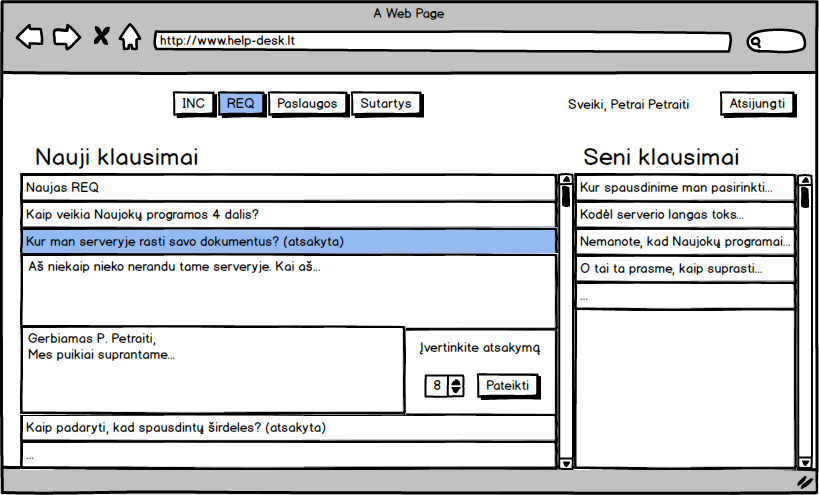 A Web Page
http://www.help-desk.lt
INC REQ Paslaugos Sutartys Sveiki, Petrai Petraiti Atsijungti
Nauji klausimai
Naujas REQ
Kaip veikia Naujokų programos 4 dalis?
Kur man serveryje rasti savo dokumentus? (atsakyta)
Aš niekaip nieko nerandu tame serveryje. Kai aš...
Gerbiamas P. Petraiti,
Mes puikiai suprantame...
Įvertinkite atsakymą
8 Pateikti
Kaip padaryti, kad spausdintų širdeles? (atsakyta)
...
Seni klausimai
Kur spausdinime man pasirinkti...
Kodėl serverio langas toks...
Nemanote, kad Naujokų programai...
O tai ta prasme, kaip suprasti...
...